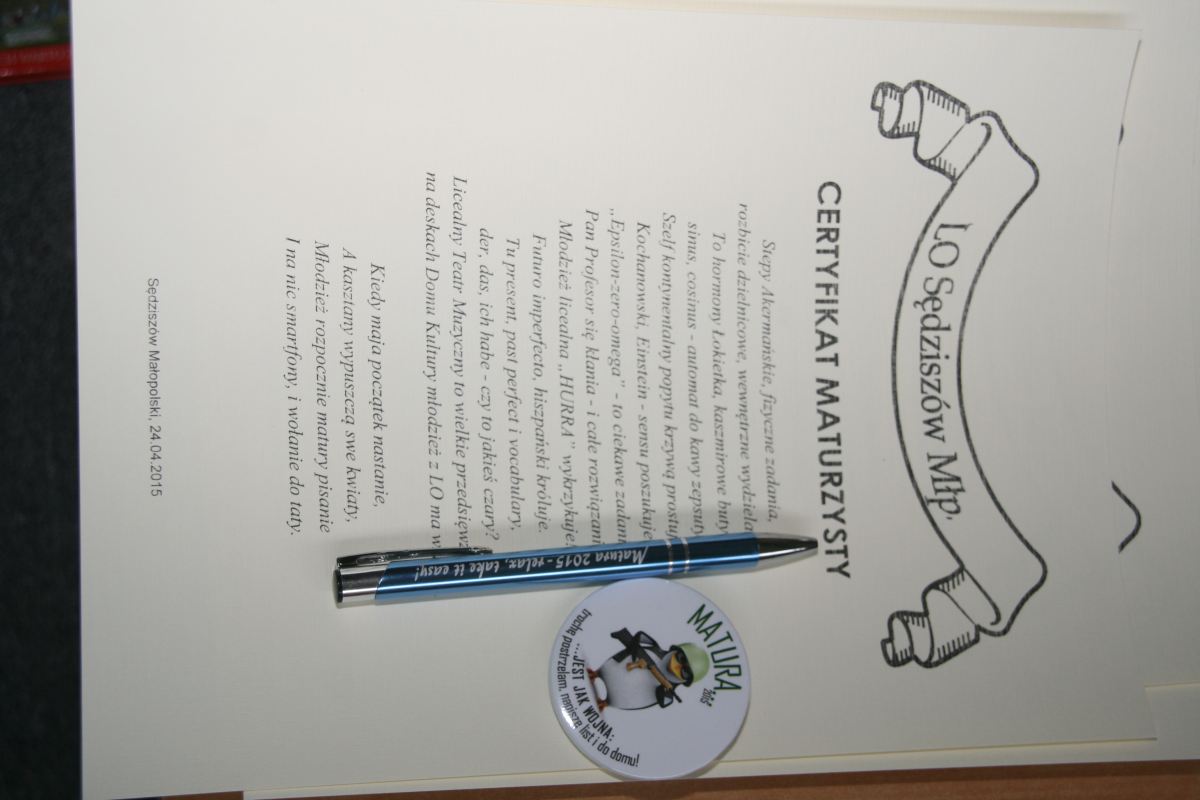 LO Sędziszów Młp.
CERTYFIKAT MATURZYSTY
Stepy Akermańskie, fizyczne zadania,
rozbicie dzielnicowe, wewnętrzne wydziela
To hormony Łokietka, kaszmirowe buty
sinus, cosinus - automat do kawy zepsuty
Szelf kontynentalny popytu krzywą prostuj
Kochanowski, Einstein - sensu poszukuje
„Epsilon-zero-omega" - to ciekawe zadani
Pan Profesor się kłania - i całe rozwiązani
Młodzież licealna „HURRA" wykrzykuje!
Futuro imperfecto, hiszpański króluje.
Tu present, past perfect i vocabulary,
der, das, ich habe - czy to jakieś czary?
Licealny Teatr Muzyczny to wielkie przedsięwz
na deskach Domu Kultury młodzież z LO ma w
Kiedy maja początek nastanie,
A kasztany wypuszczą swe kwiaty,
Młodzież rozpocznie matury pisanie
I na nic smartfony, i wołanie do taty.
Sędziszów Małopolski, 24.04.2015
Matura 2015 - relax, take it easy!
MATURA...
2015
...JEST JAK WOJNA:
trochę postrzelam, napiszę list i do domu!